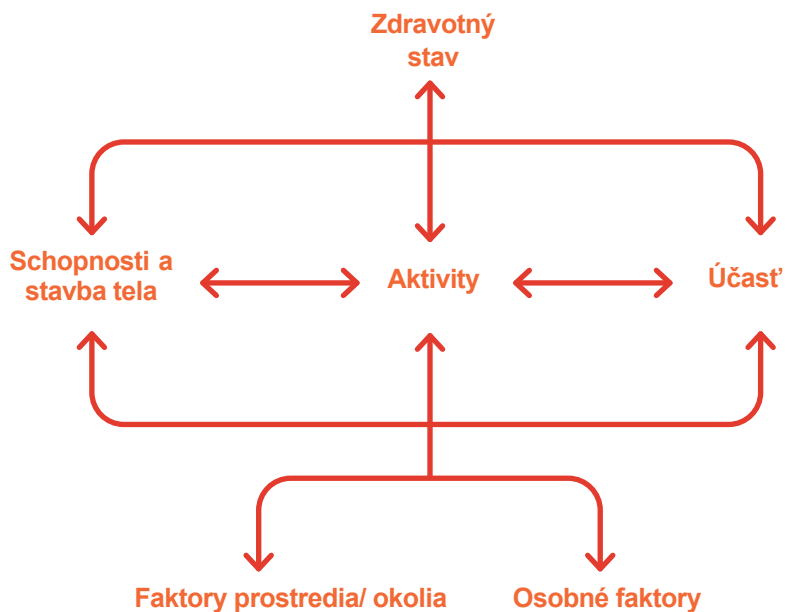 Zdravotný
stav
Schopnosti a
stavba tela
Aktivity
Účasť
Faktory prostredia/ okolia
Osobné faktory